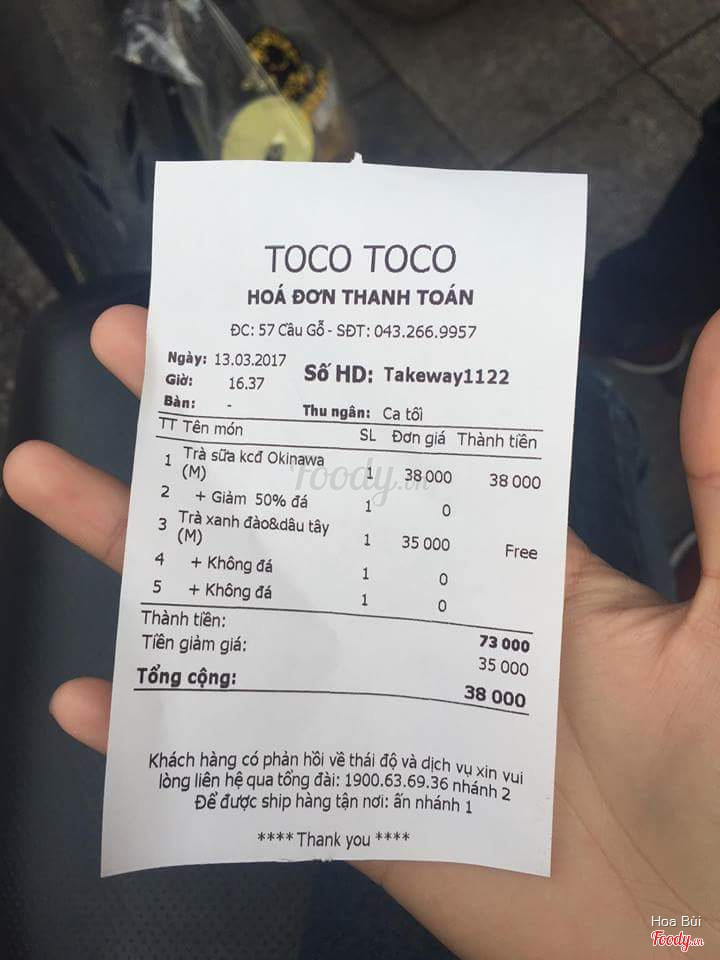 TOCO TOCO
HOÁ ĐƠN THANH TOÁN
ĐC: 57 Cầu Gỗ - SĐT: 043.266.9957
Ngày: 13.03.2017 Số HD: Takeway1122
Giờ: 16.37
Bàn: - Thu ngân: Ca tối
TT Tên món SL Đơn giá Thành tiền
1 Trà sữa kcđ Okinawa (M) 1 38 000 38 000
2 + Giảm 50% đá 1 0
3 Trà xanh đào&dâu tây (M) 1 35 000 Free
4 + Không đá 1 0
5 + Không đá 1 0
Thành tiền: 73 000
Tiền giảm giá: 35 000
Tổng cộng: 38 000
Khách hàng có phản hồi về thái độ và dịch vụ xin vui
lòng liên hệ qua tổng đài: 1900.63.69.36 nhánh 2
Để được ship hàng tận nơi: ấn nhánh 1
**** Thank you ****
Foody.vn
Hoa Bùi
Foody.vn